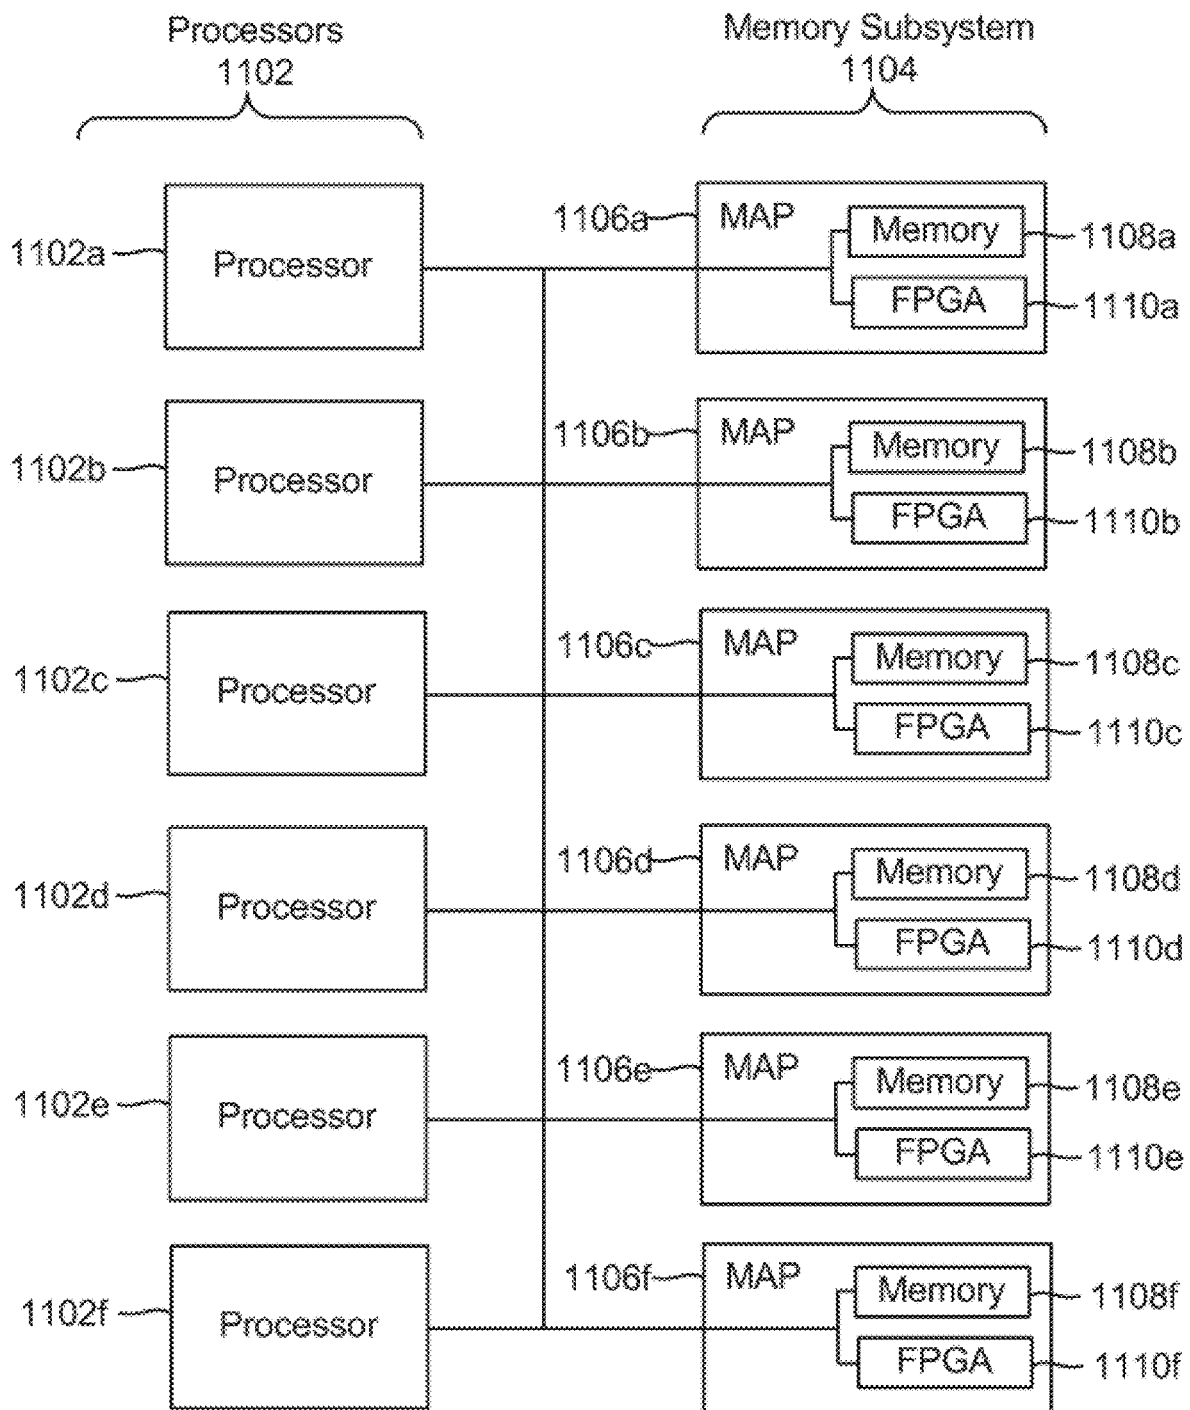 Processors
1102
Memory Subsystem
1104
1102a
Processor
1106a
MAP
Memory
1108a
FPGA
1110a
1102b
Processor
1106b
MAP
Memory
1108b
FPGA
1110b
1102c
Processor
1106c
MAP
Memory
1108c
FPGA
1110c
1102d
Processor
1106d
MAP
Memory
1108d
FPGA
1110d
1102e
Processor
1106e
MAP
Memory
1108e
FPGA
1110e
1102f
Processor
1106f
MAP
Memory
1108f
FPGA
1110f